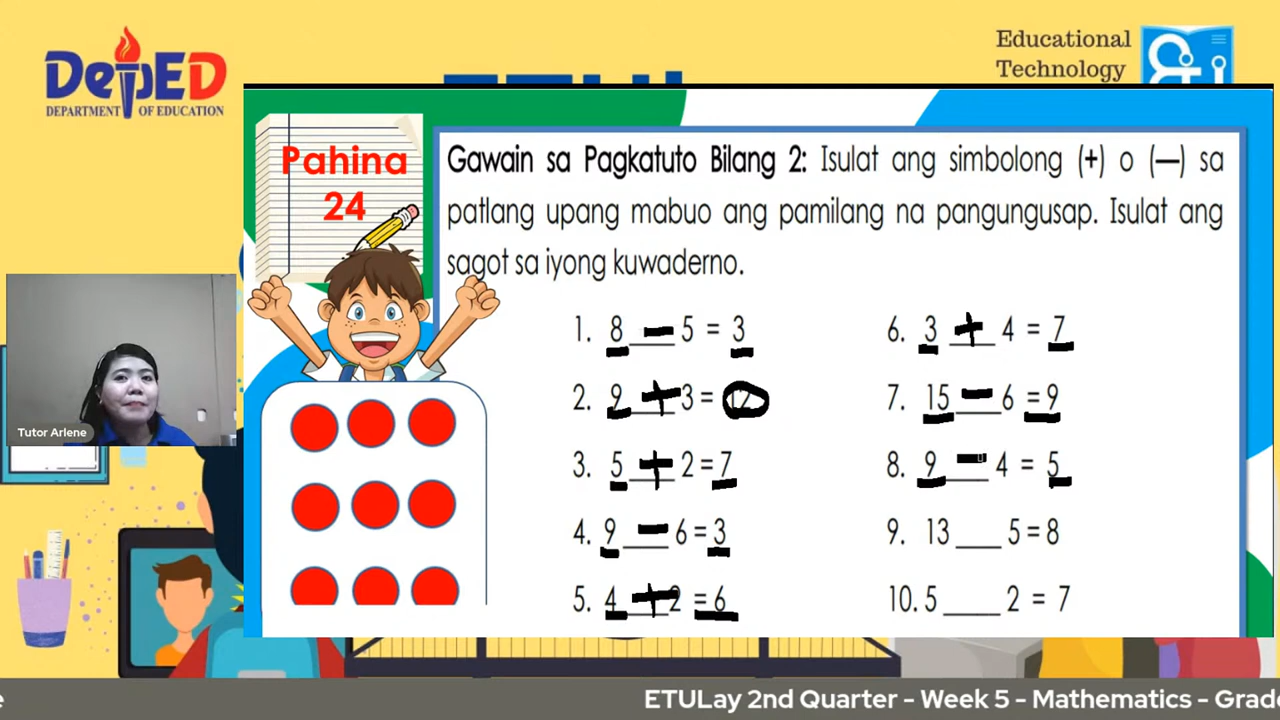 DepED
DEPARTMENT OF EDUCATION
Educational
Technology
Pahina
24
Gawain sa Pagkatuto Bilang 2: Isulat ang simbolong (+) o (—) sa
patlang upang mabuo ang pamilang na pangungusap. Isulat ang
sagot sa iyong kuwaderno.
1. 8 — 5 = 3
2. 9 + 3 = 12
3. 5 + 2 = 7
4. 9 — 6 = 3
5. 4 + 2 = 6
6. 3 + 4 = 7
7. 15 — 6 = 9
8. 9 — 4 = 5
9. 13 ___ 5 = 8
10. 5 ____ 2 = 7
Tutor Arlene
e
ETULay 2nd Quarter - Week 5 - Mathematics - Grade